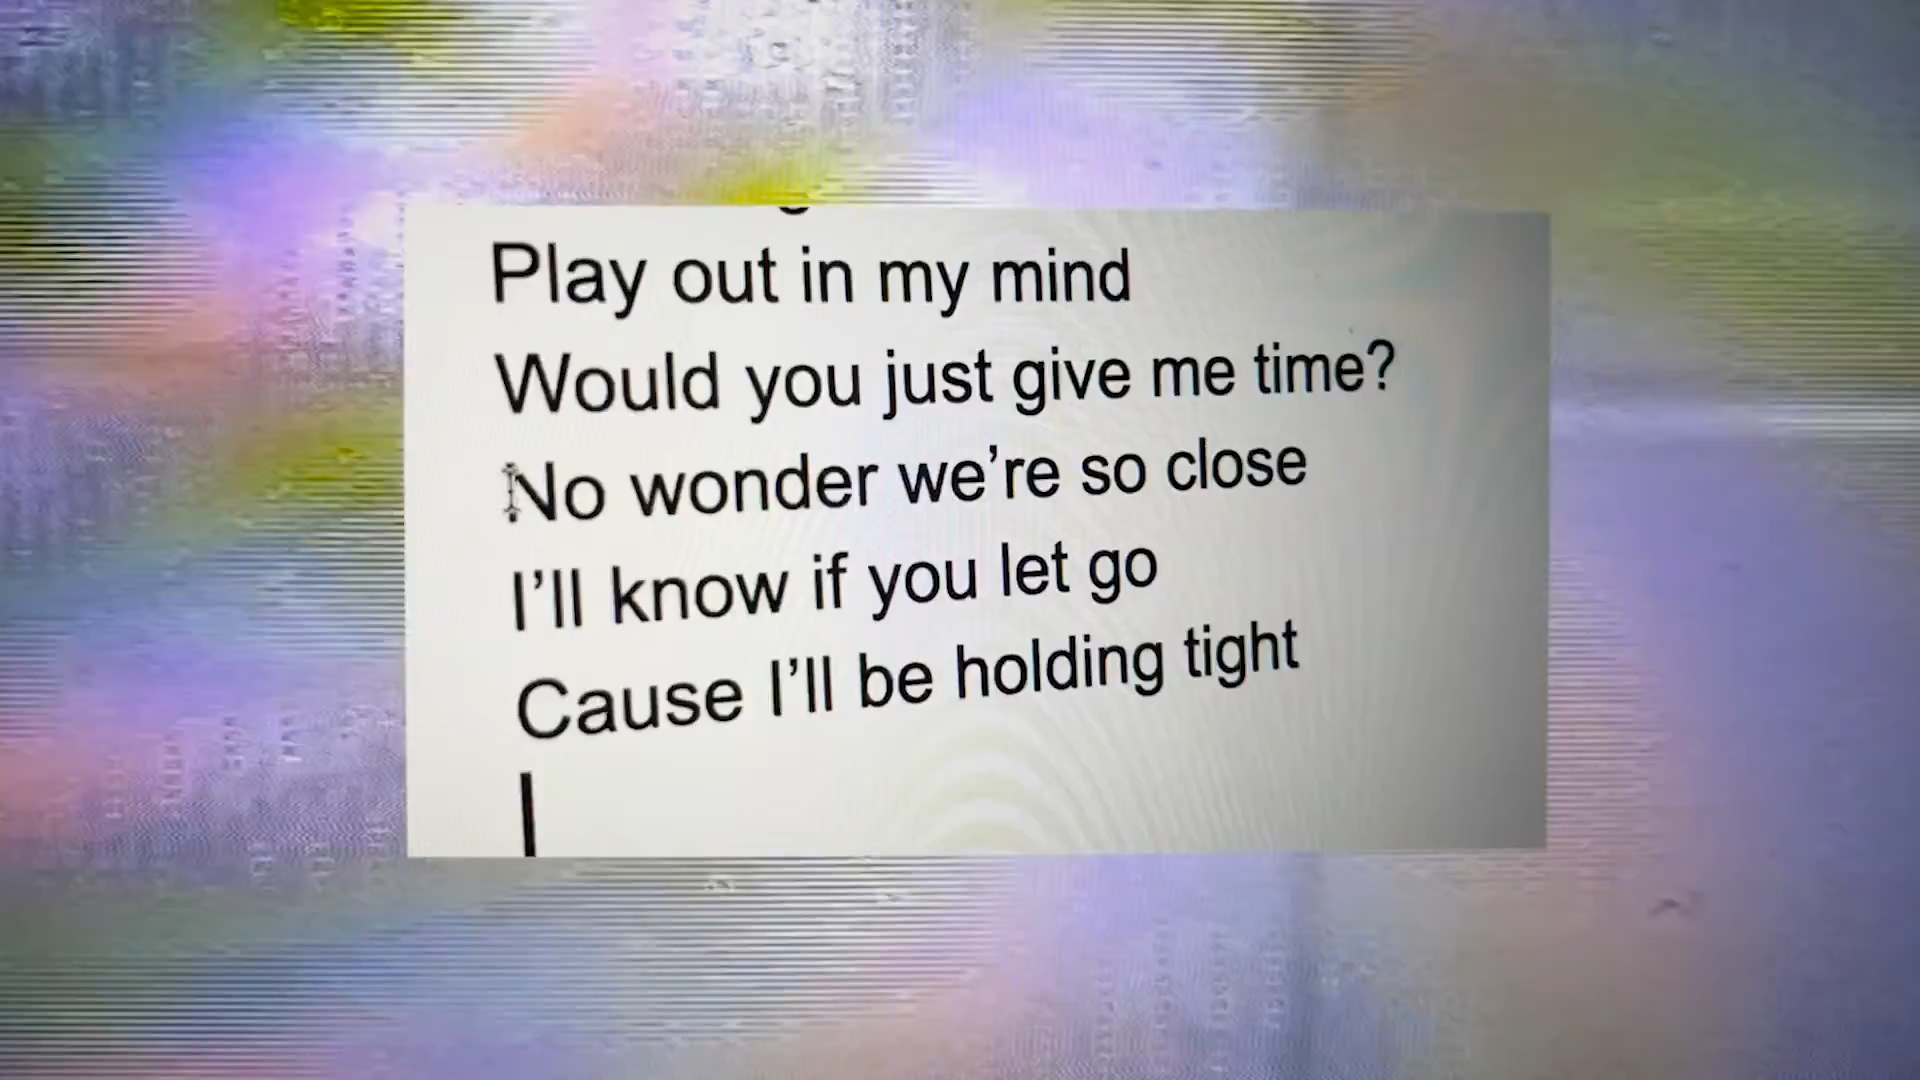 Play out in my mind
Would you just give me time?
No wonder we’re so close
I’ll know if you let go
Cause I’ll be holding tight